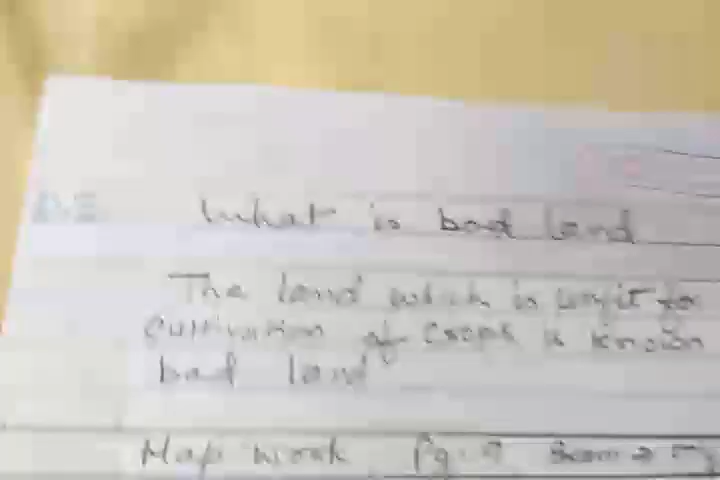 What is bad land
The land which is unfit for
cultivation of crops is known
bad land
Map work Pg.